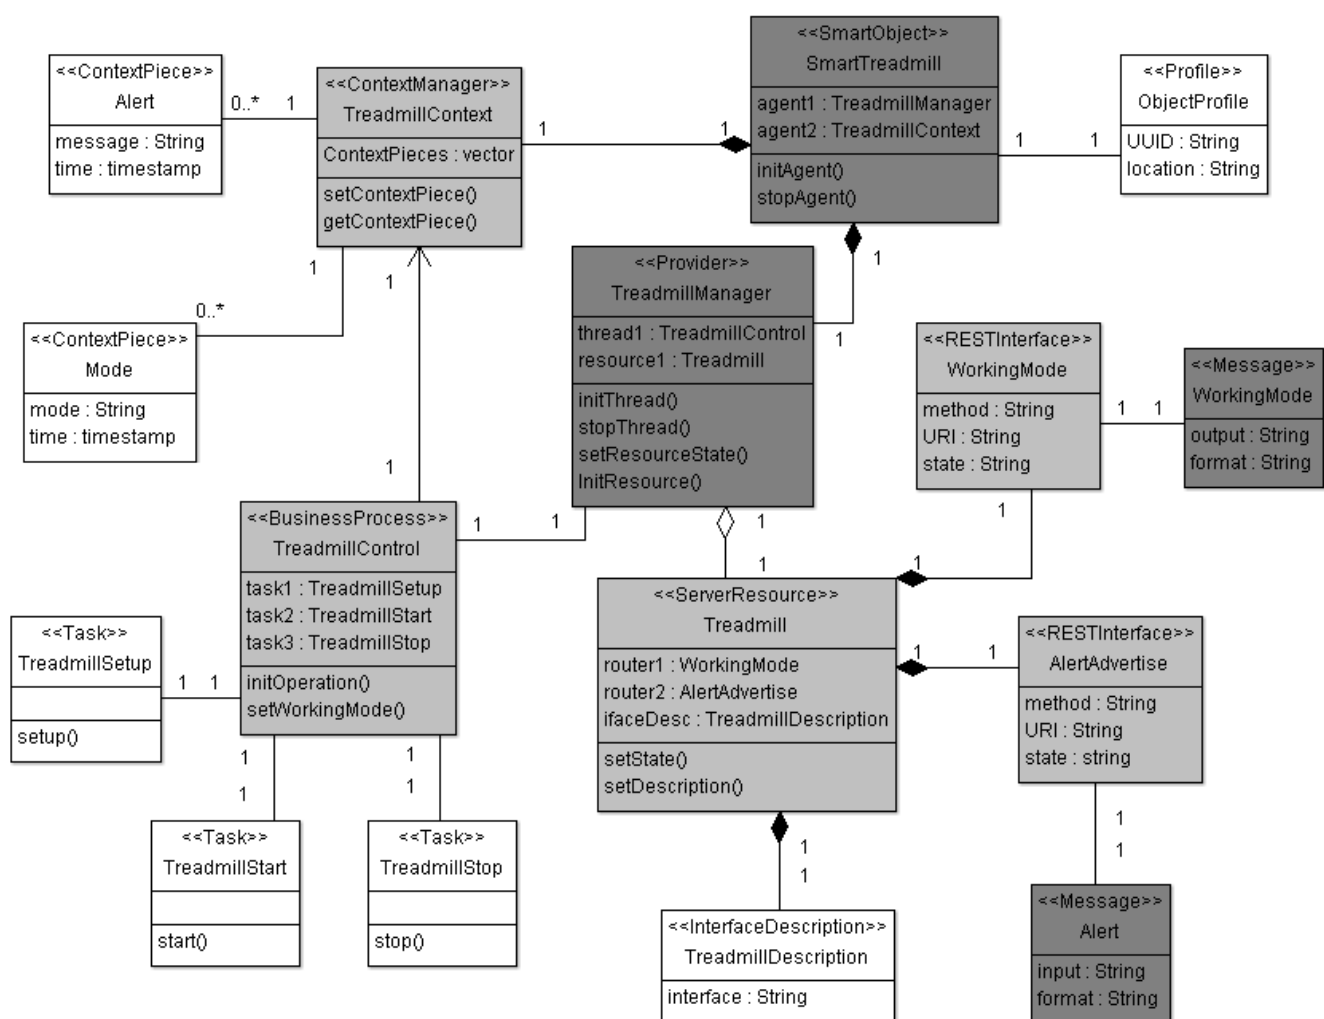 <<ContextPiece>>
Alert
message : String
time : timestamp
0..*
1
<<ContextManager>>
TreadmillContext
ContextPieces : vector
setContextPiece()
getContextPiece()
1
1
<<SmartObject>>
SmartTreadmill
agent1 : TreadmillManager
agent2 : TreadmillContext
initAgent()
stopAgent()
1
1
<<Profile>>
ObjectProfile
UUID : String
location : String
1
0..*
<<ContextPiece>>
Mode
mode : String
time : timestamp
1
1
1
1
<<Provider>>
TreadmillManager
thread1 : TreadmillControl
resource1 : Treadmill
initThread()
stopThread()
setResourceState()
InitResource()
<<RESTInterface>>
WorkingMode
method : String
URI : String
state : String
1
1
<<Message>>
WorkingMode
output : String
format : String
<<BusinessProcess>>
TreadmillControl
task1 : TreadmillSetup
task2 : TreadmillStart
task3 : TreadmillStop
initOperation()
setWorkingMode()
1
1
1
1
1
1
<<ServerResource>>
Treadmill
router1 : WorkingMode
router2 : AlertAdvertise
ifaceDesc : TreadmillDescription
setState()
setDescription()
1
1
<<RESTInterface>>
AlertAdvertise
method : String
URI : String
state : string
<<Task>>
TreadmillSetup
setup()
1
1
1
1
1
1
<<Task>>
TreadmillStart
start()
<<Task>>
TreadmillStop
stop()
1
1
<<InterfaceDescription>>
TreadmillDescription
interface : String
1
1
<<Message>>
Alert
input : String
format : String